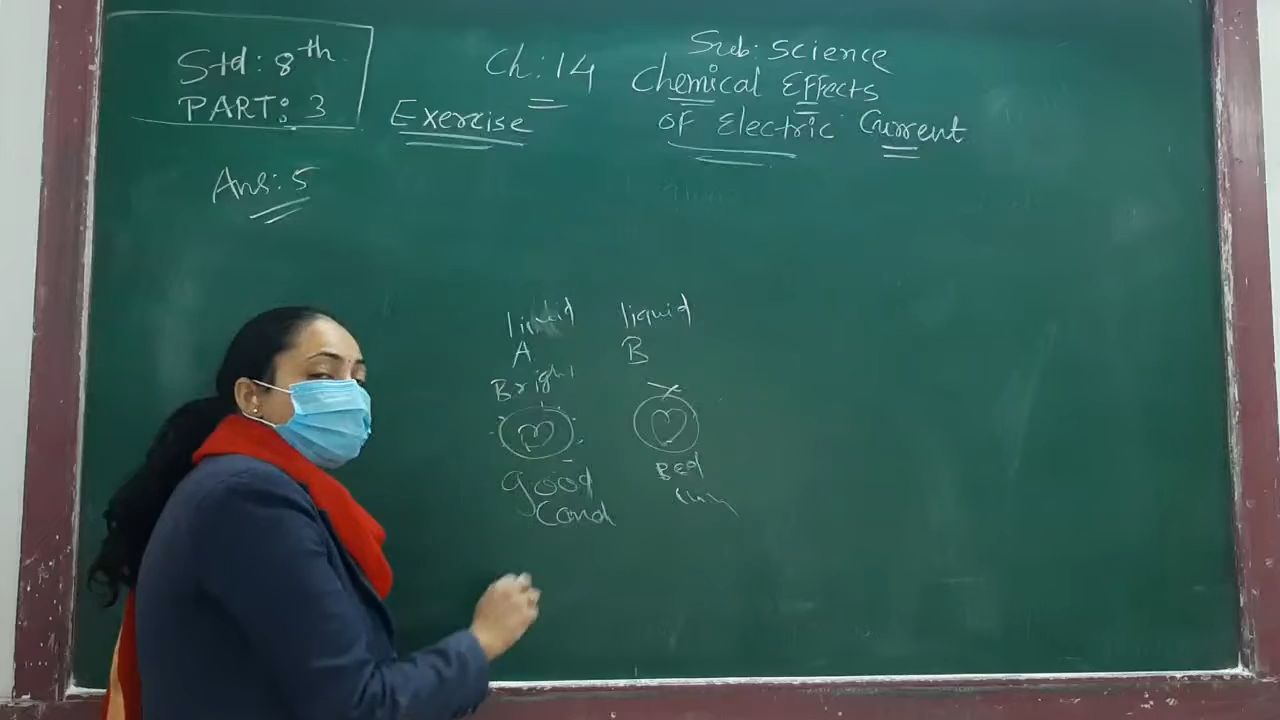 Std: 8th
PART: 3
Ch: 14
Exercise
Sub: Science
Chemical Effects
OF Electric Current
Ans: 5
liquid
A
Bright
good
Cond
liquid
B